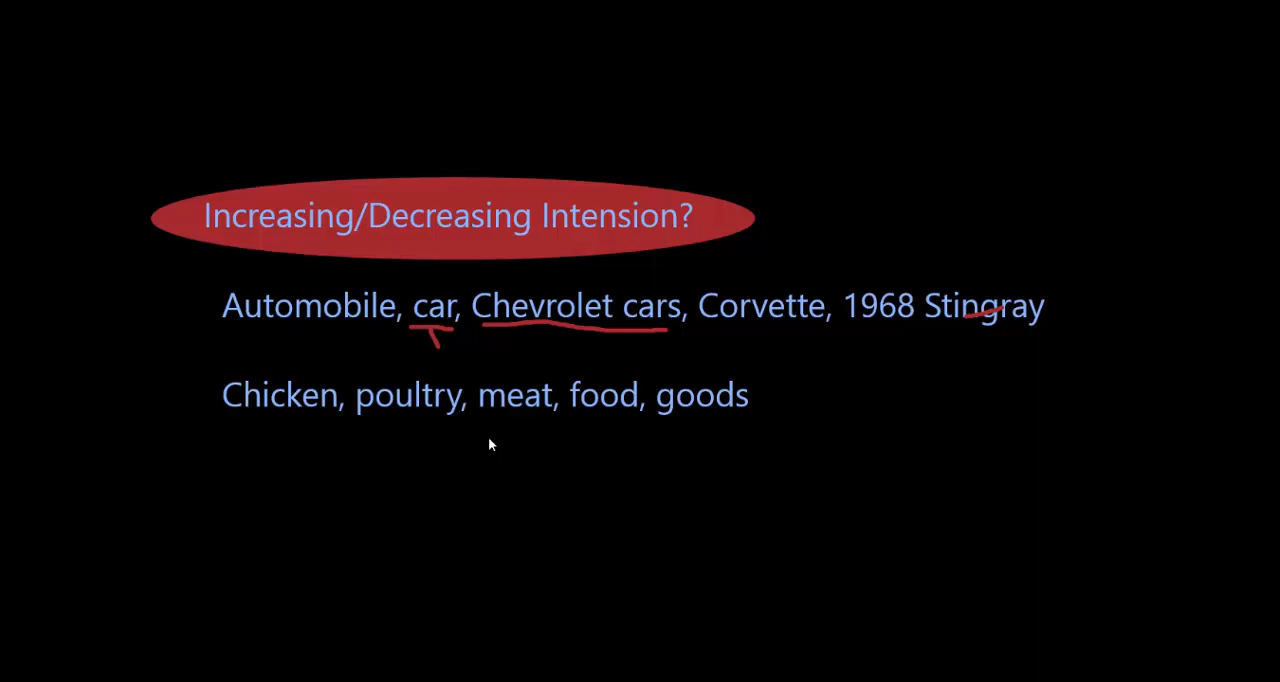 Increasing/Decreasing Intension?
Automobile, car, Chevrolet cars, Corvette, 1968 Stingray
Chicken, poultry, meat, food, goods